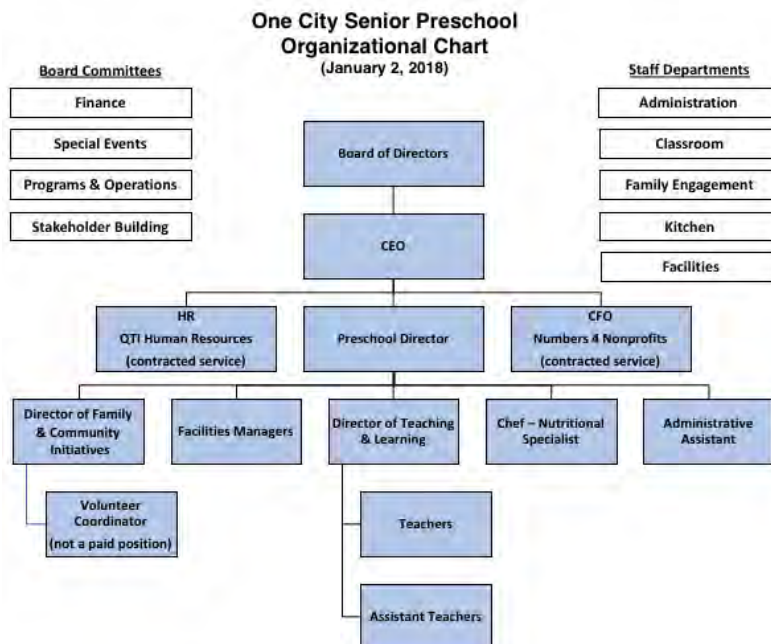 One City Senior Preschool
Organizational Chart
(January 2, 2018)
Board Committees
Finance
Special Events
Programs & Operations
Stakeholder Building
Staff Departments
Administration
Classroom
Family Engagement
Kitchen
Facilities
Board of Directors
CEO
HR
QTI Human Resources
(contracted service)
Preschool Director
CFO
Numbers 4 Nonprofits
(contracted service)
Director of Family
& Community
Initiatives
Facilities Managers
Director of Teaching
& Learning
Chef – Nutritional
Specialist
Administrative
Assistant
Volunteer
Coordinator
(not a paid position)
Teachers
Assistant Teachers